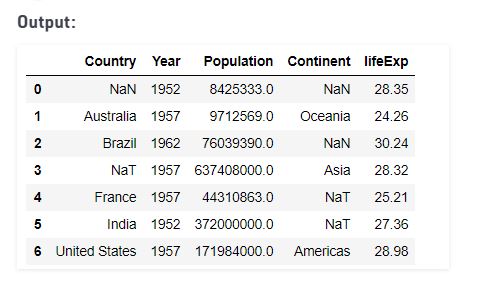 Output:
Country Year Population Continent lifeExp
0 NaN 1952 8425333.0 NaN 28.35
1 Australia 1957 9712569.0 Oceania 24.26
2 Brazil 1962 76039390.0 NaN 30.24
3 NaT 1957 637408000.0 Asia 28.32
4 France 1957 44310863.0 NaT 25.21
5 India 1952 372000000.0 NaT 27.36
6 United States 1957 171984000.0 Americas 28.98